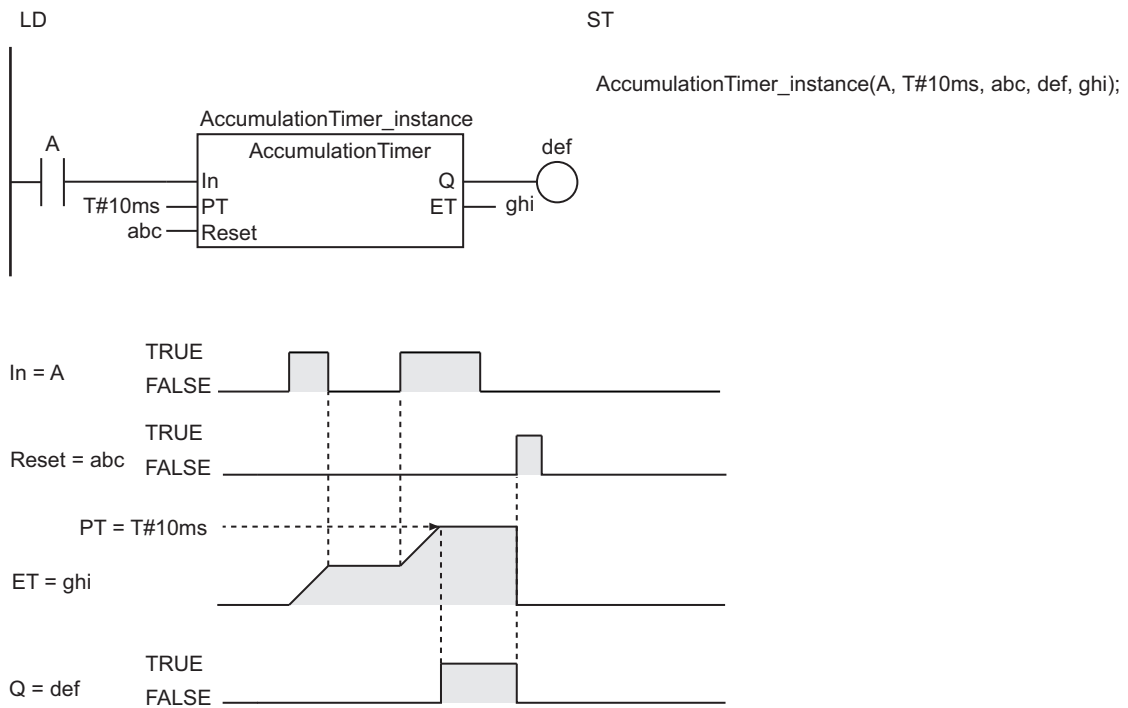 LD
ST
AccumulationTimer_instance(A, T#10ms, abc, def, ghi);
AccumulationTimer_instance
A
AccumulationTimer
def
In
Q
T#10ms
PT
ET
ghi
abc
Reset
In = A
TRUE
FALSE
Reset = abc
TRUE
FALSE
PT = T#10ms
ET = ghi
Q = def
TRUE
FALSE